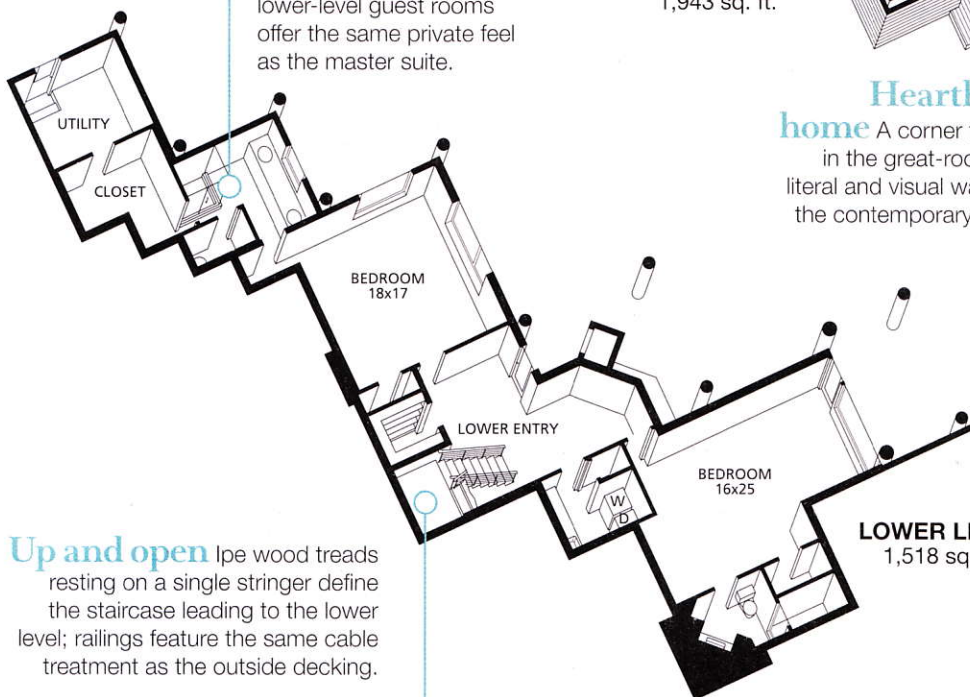 lower-level guest rooms
offer the same private feel
as the master suite.
1,943 sq. ft.
home A corner
in the great-roo
literal and visual wa
the contemporary
UTILITY
CLOSET
BEDROOM
18x17
LOWER ENTRY
BEDROOM
16x25
W
D
LOWER L
1,518 sq
Up and open Ipe wood treads
resting on a single stringer define
the staircase leading to the lower
level; railings feature the same cable
treatment as the outside decking.